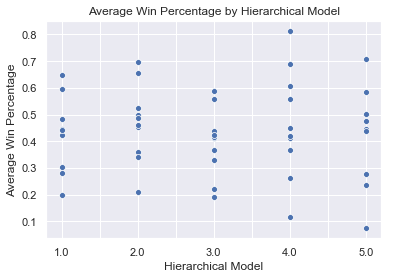 Average Win Percentage by Hierarchical Model
Average Win Percentage
0.8
0.7
0.6
0.5
0.4
0.3
0.2
0.1
1.0 2.0 3.0 4.0 5.0
Hierarchical Model